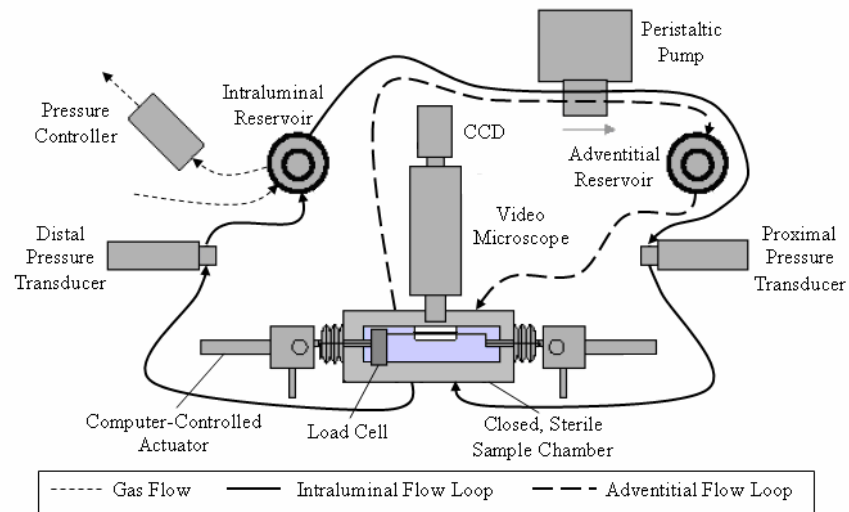 Peristaltic
Pump
Pressure
Controller
Intraluminal
Reservoir
CCD
Adventitial
Reservoir
Video
Microscope
Distal
Pressure
Transducer
Proximal
Pressure
Transducer
Computer-Controlled
Actuator
Load Cell
Closed, Sterile
Sample Chamber
Gas Flow
Intraluminal Flow Loop
Adventitial Flow Loop